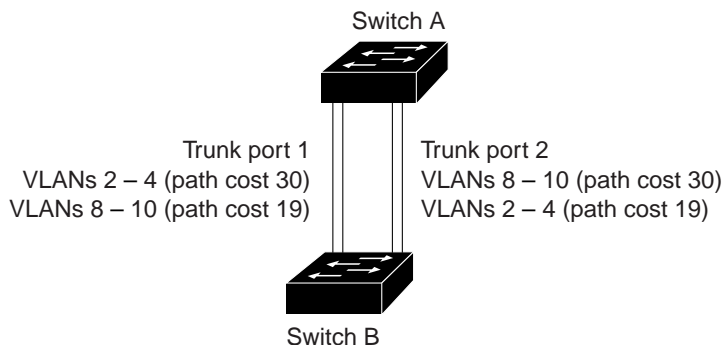 Switch A
Trunk port 1
VLANs 2 – 4 (path cost 30)
VLANs 8 – 10 (path cost 19)
Trunk port 2
VLANs 8 – 10 (path cost 30)
VLANs 2 – 4 (path cost 19)
Switch B